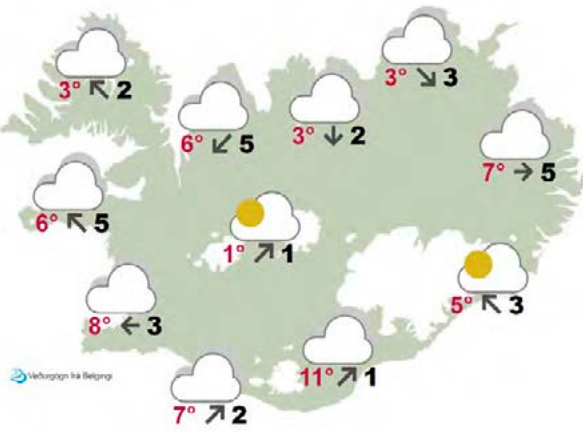 3° ↖ 2
3° ↘ 3
6° ↙ 5
3° ↓ 2
7° → 5
6° ↖ 5
1° ↗ 1
5° ↖ 3
8° ← 3
11° ↗ 1
7° ↗ 2
Veðurgögn frá Belgingi